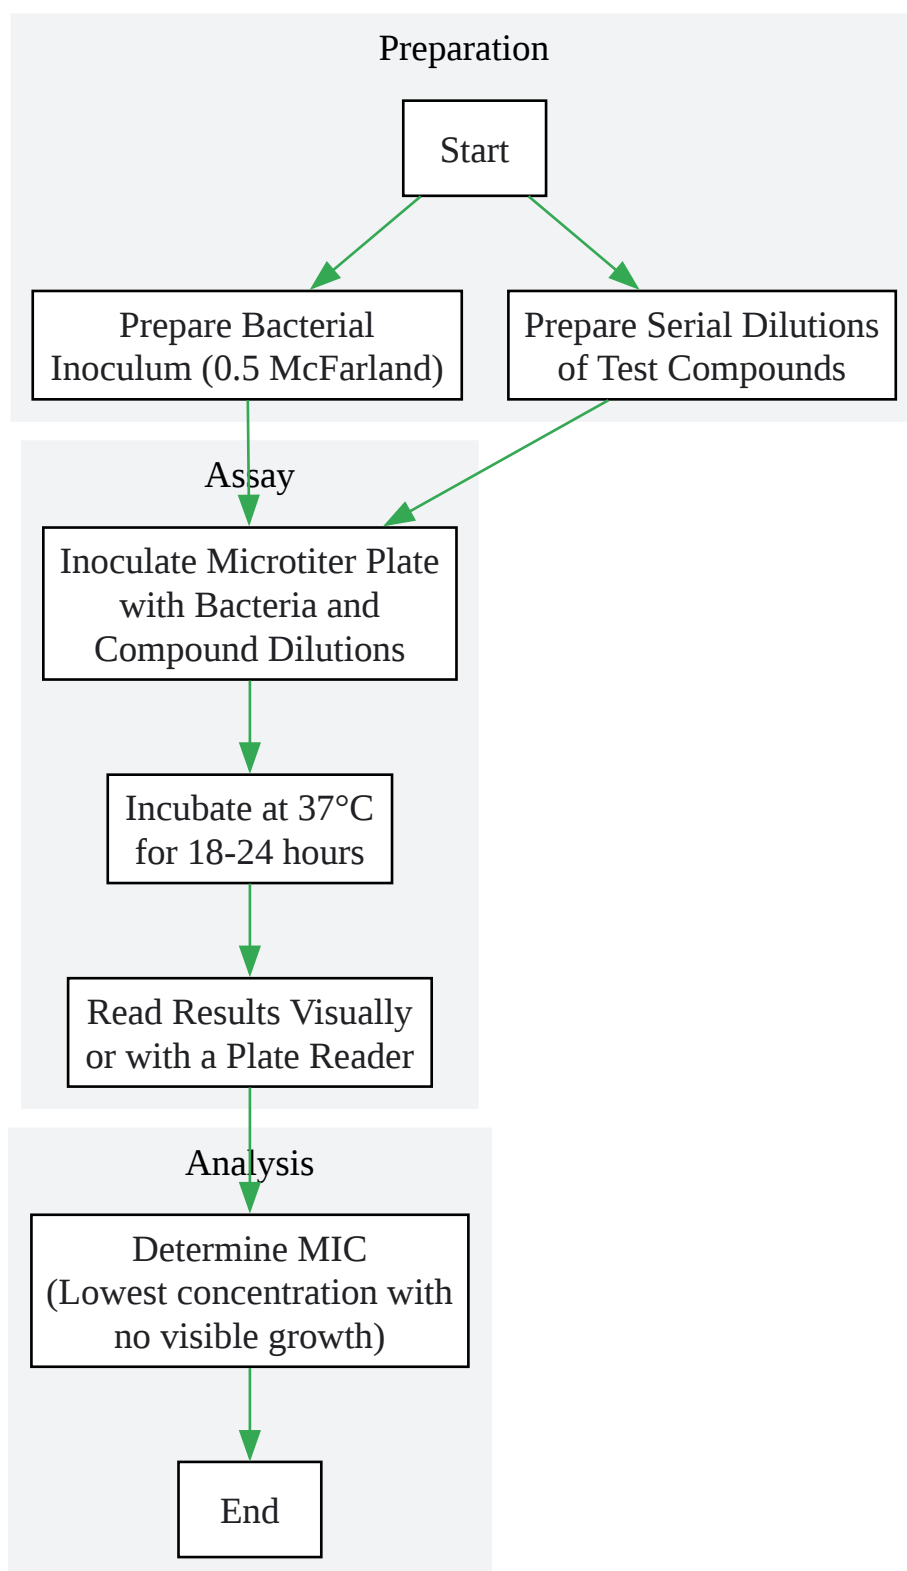 Preparation
Start
Prepare Bacterial
Inoculum (0.5 McFarland)
Prepare Serial Dilutions
of Test Compounds
Assay
Inoculate Microtiter Plate
with Bacteria and
Compound Dilutions
Incubate at 37°C
for 18-24 hours
Read Results Visually
or with a Plate Reader
Analysis
Determine MIC
(Lowest concentration with
no visible growth)
End